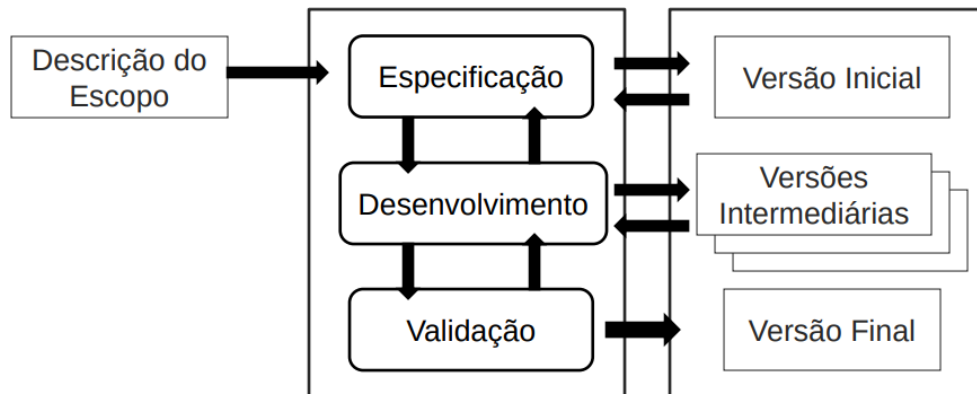 Descrição do
Escopo
Especificação
Versão Inicial
Desenvolvimento
Versões
Intermediárias
Validação
Versão Final